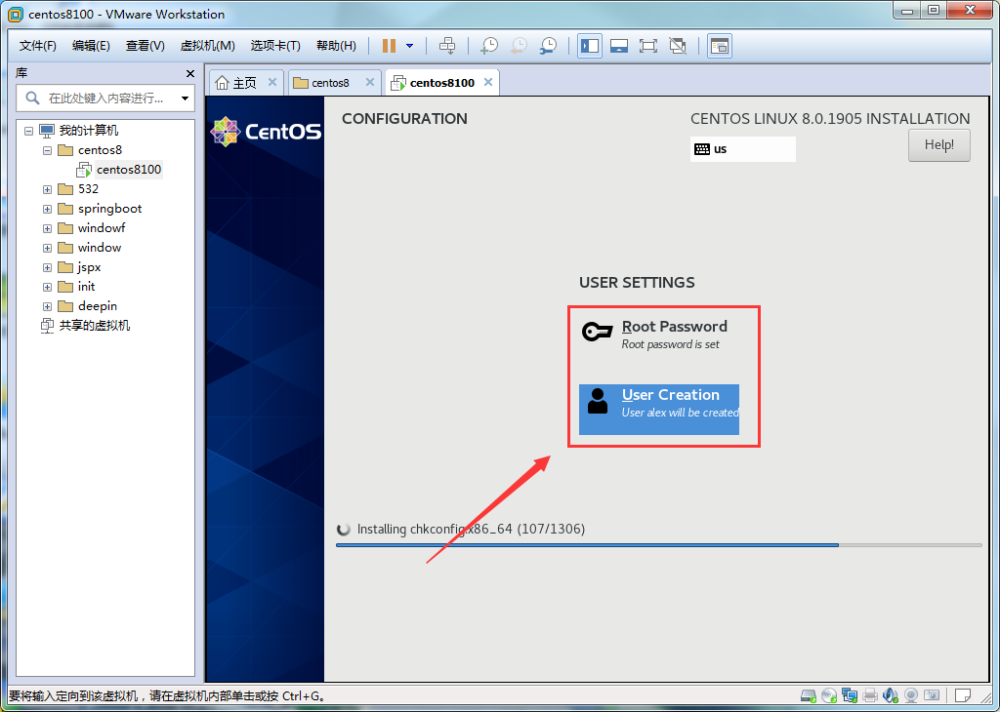 centos8100 - VMware Workstation
文件(F) 编辑(E) 查看(V) 虚拟机(M) 选项卡(T) 帮助(H)
库
在此处键入内容进行...
我的计算机
centos8
centos8100
532
springboot
windowf
window
jspx
init
deepin
共享的虚拟机
主页 centos8 centos8100
CentOS
CONFIGURATION
CENTOS LINUX 8.0.1905 INSTALLATION
us
Help!
USER SETTINGS
Root Password
Root password is set
User Creation
User alex will be created
Installing chkconfig.x86_64 (107/1306)
要将输入定向到该虚拟机，请在虚拟机内部单击或按 Ctrl+G。